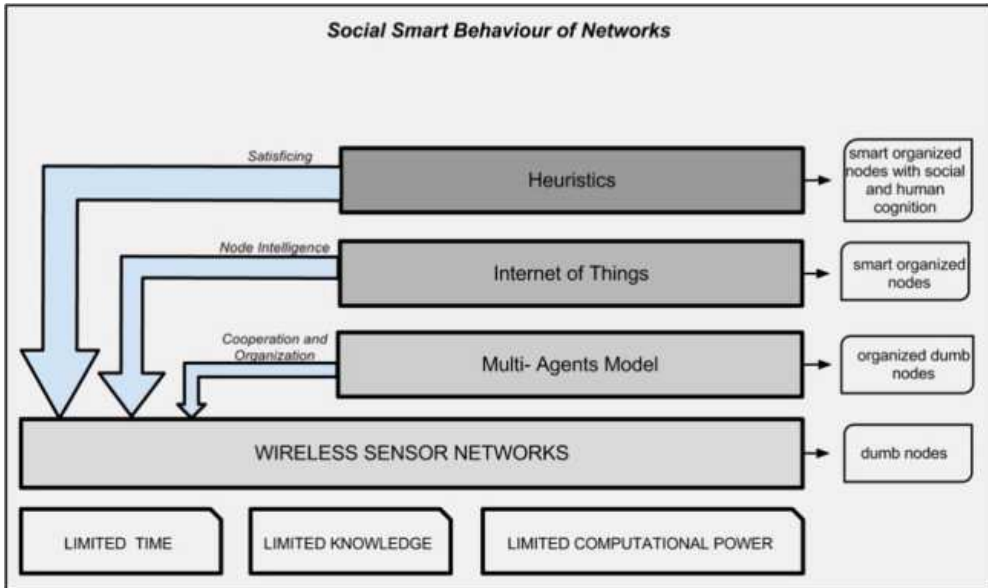 Social Smart Behaviour of Networks
Satisficing
Heuristics
smart organized
nodes with social
and human
cognition
Node Intelligence
Internet of Things
smart organized
nodes
Cooperation and
Organization
Multi- Agents Model
organized dumb
nodes
WIRELESS SENSOR NETWORKS
dumb nodes
LIMITED TIME
LIMITED KNOWLEDGE
LIMITED COMPUTATIONAL POWER